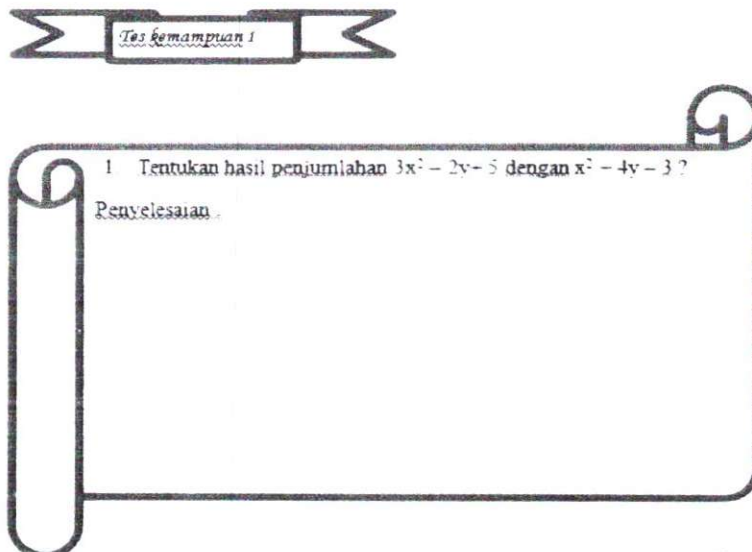 Tes kemampuan 1
1. Tentukan hasil penjumlahan 3x² – 2y- 5 dengan x² – 4y – 3 ?
Penyelesaian .